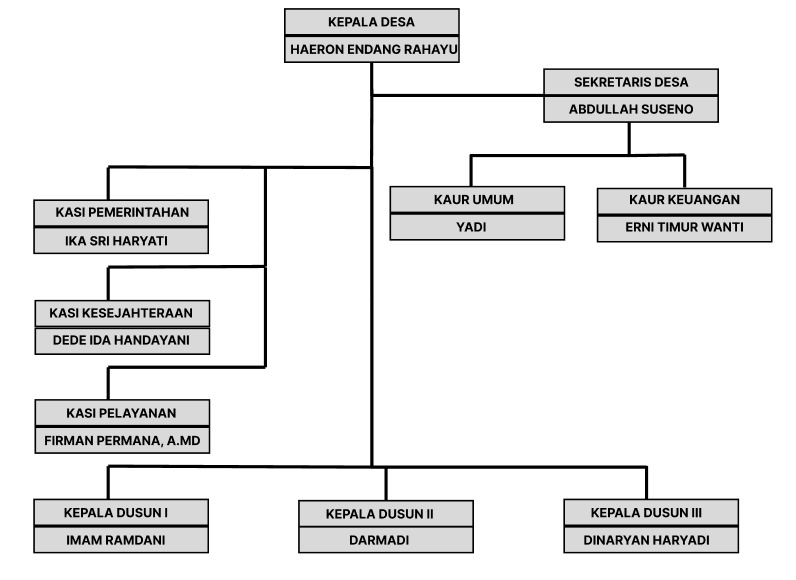 KEPALA DESA
HAERON ENDANG RAHAYU
SEKRETARIS DESA
ABDULLAH SUSENO
KAUR UMUM
YADI
KAUR KEUANGAN
ERNI TIMUR WANTI
KASI PEMERINTAHAN
IKA SRI HARYATI
KASI KESEJAHTERAAN
DEDE IDA HANDAYANI
KASI PELAYANAN
FIRMAN PERMANA, A.MD
KEPALA DUSUN I
IMAM RAMDANI
KEPALA DUSUN II
DARMADI
KEPALA DUSUN III
DINARYAN HARYADI